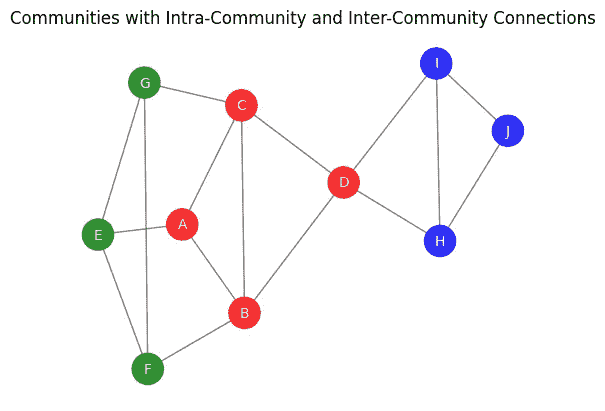 Communities with Intra-Community and Inter-Community Connections
I
G
C
J
D
A
E
H
B
F